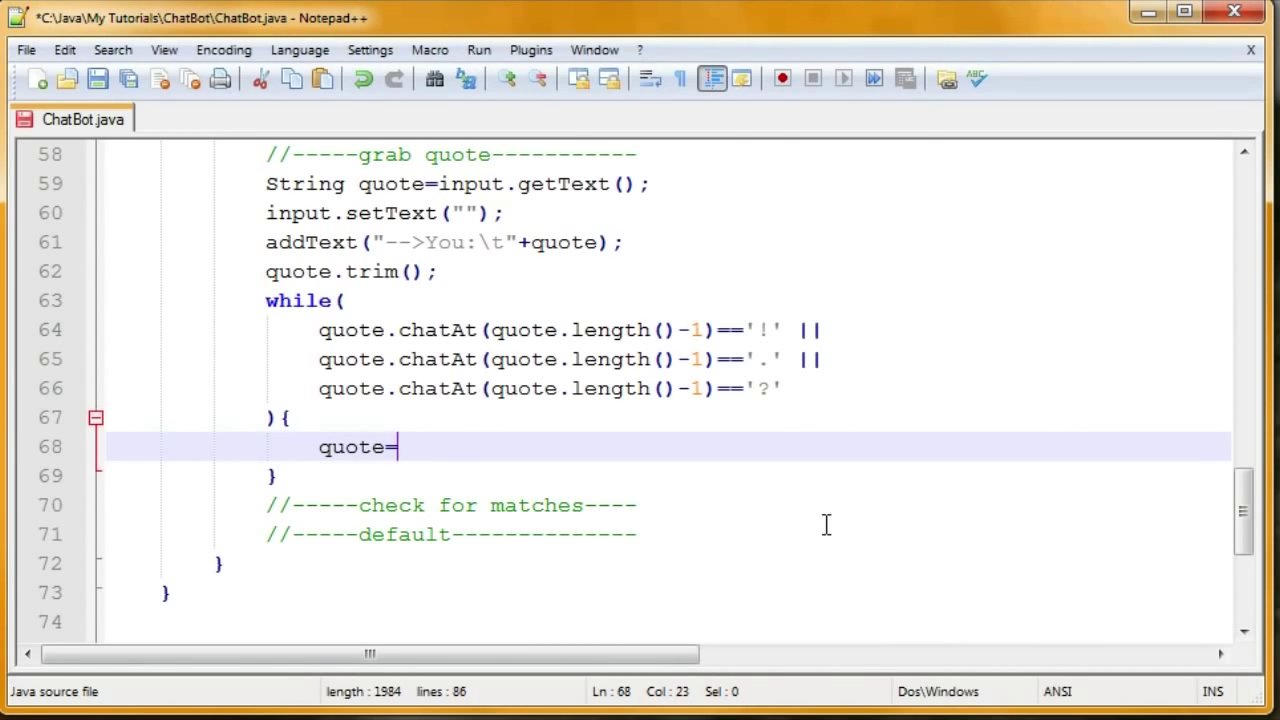 *C:\Java\My Tutorials\ChatBot\ChatBot.java - Notepad++
File Edit Search View Encoding Language Settings Macro Run Plugins Window ? X
ABC
ChatBot.java
58 //-----grab quote-----------
59 String quote=input.getText();
60 input.setText("");
61 addText("-->You:\t"+quote);
62 quote.trim();
63 while(
64 quote.chatAt(quote.length()-1)=='!' ||
65 quote.chatAt(quote.length()-1)=='.' ||
66 quote.chatAt(quote.length()-1)=='?'
67 ){
68 quote=
69 }
70 //-----check for matches----
71 //-----default--------------
72 }
73 }
74
Java source file length : 1984 lines : 86 Ln : 68 Col : 23 Sel : 0 Dos\Windows ANSI INS